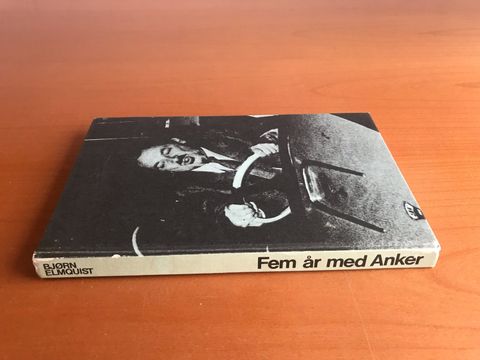 BJØRN
ELMQUIST
Fem år med Anker